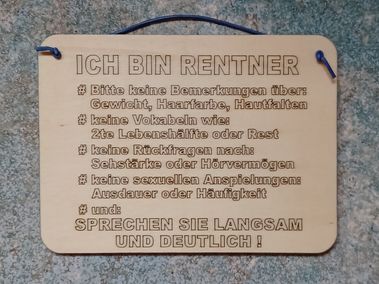 ICH BIN RENTNER
# Bitte keine Bemerkungen über:
Gewicht, Haarfarbe, Hautfalten
# keine Vokabeln wie:
2te Lebenshälfte oder Rest
# keine Rückfragen nach:
Sehstärke oder Hörvermögen
# keine sexuellen Anspielungen:
Ausdauer oder Häufigkeit
# und:
SPRECHEN SIE LANGSAM
UND DEUTLICH !